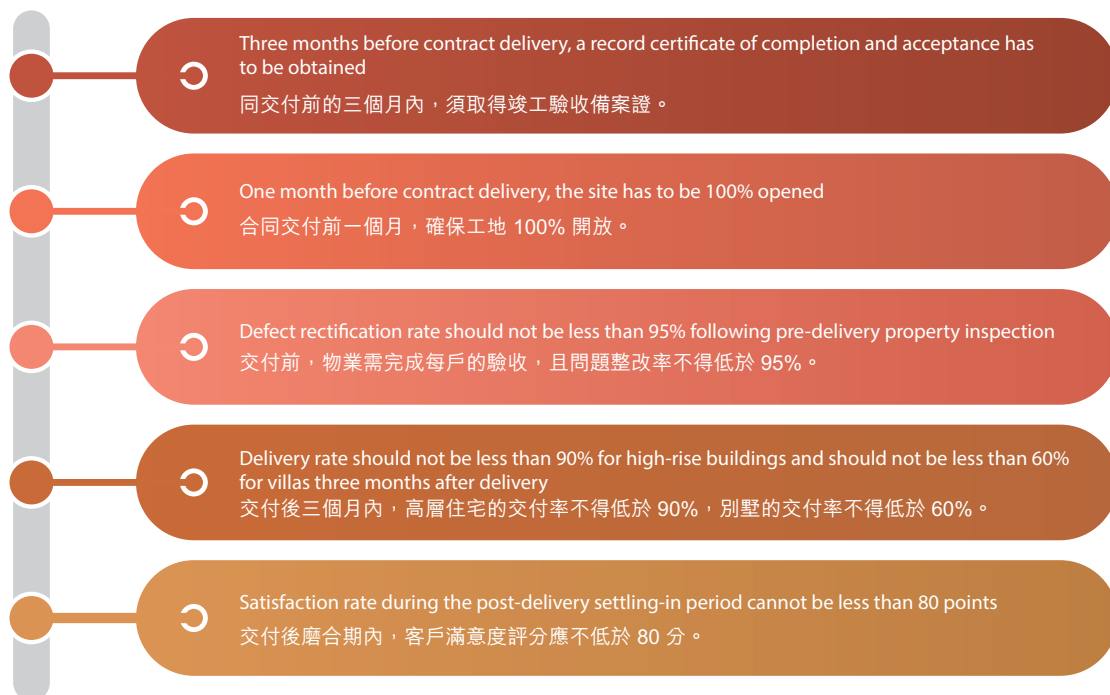 Three months before contract delivery, a record certificate of completion and acceptance has
to be obtained
同交付前的三個月內，須取得竣工驗收備案證。
One month before contract delivery, the site has to be 100% opened
合同交付前一個月，確保工地 100% 開放。
Defect rectification rate should not be less than 95% following pre-delivery property inspection
交付前，物業需完成每戶的驗收，且問題整改率不得低於 95%。
Delivery rate should not be less than 90% for high-rise buildings and should not be less than 60%
for villas three months after delivery
交付後三個月內，高層住宅的交付率不得低於 90%，別墅的交付率不得低於 60%。
Satisfaction rate during the post-delivery settling-in period cannot be less than 80 points
交付後磨合期內，客戶滿意度評分應不低於 80 分。